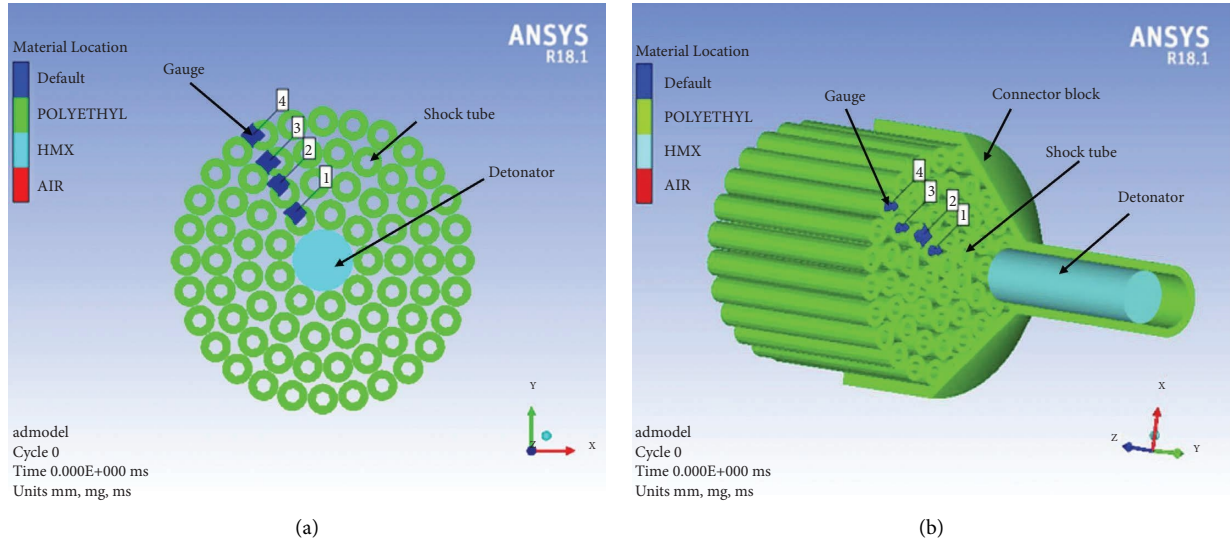 ANSYS
R18.1
Material Location
Default
POLYETHYL
HMX
AIR
Gauge
4
3
2
1
Shock tube
Detonator
admodel
Cycle 0
Time 0.000E+000 ms
Units mm, mg, ms
Y
X
Z
(a)
ANSYS
R18.1
Material Location
Default
POLYETHYL
HMX
AIR
Gauge
Connector block
Shock tube
Detonator
4
3
2
1
admodel
Cycle 0
Time 0.000E+000 ms
Units mm, mg, ms
X
Z
Y
(b)